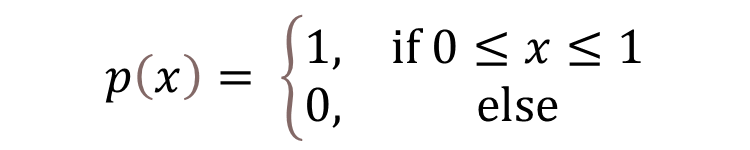 p(x) = { 1, if 0 ≤ x ≤ 1
0, else